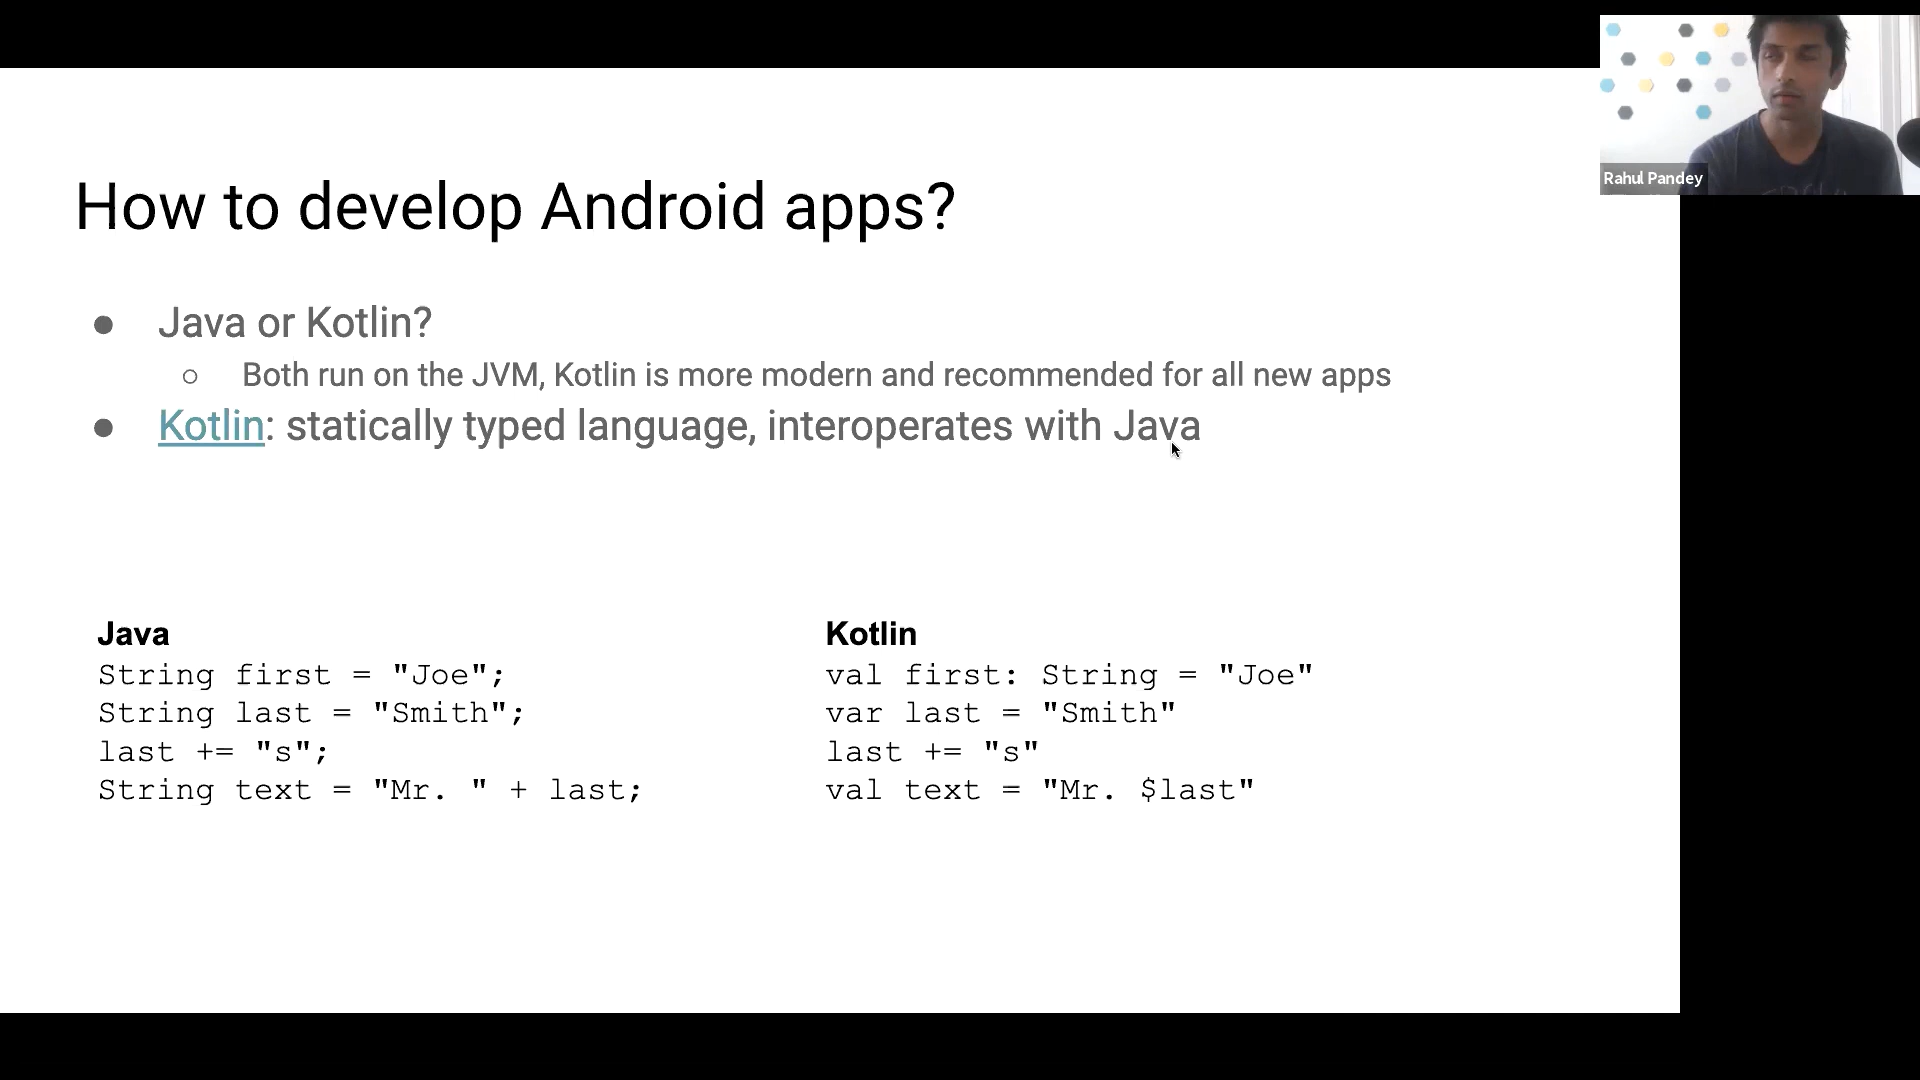 How to develop Android apps?
● Java or Kotlin?
○ Both run on the JVM, Kotlin is more modern and recommended for all new apps
● Kotlin: statically typed language, interoperates with Java
Java
String first = "Joe";
String last = "Smith";
last += "s";
String text = "Mr. " + last;
Kotlin
val first: String = "Joe"
var last = "Smith"
last += "s"
val text = "Mr. $last"
Rahul Pandey